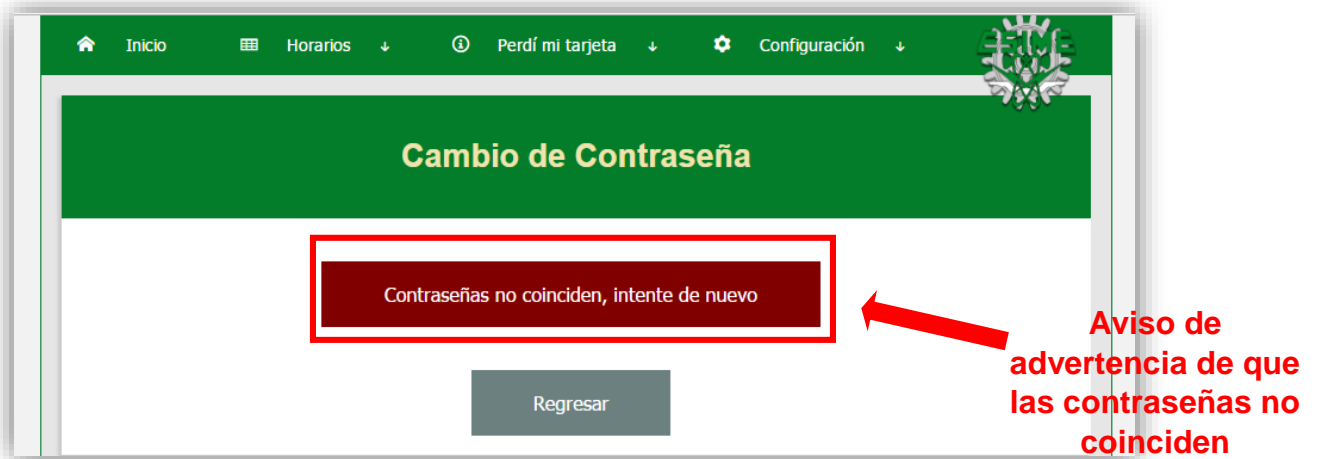 Inicio Horarios ↓ Perdí mi tarjeta ↓ Configuración ↓
Cambio de Contraseña
Contraseñas no coinciden, intente de nuevo
Regresar
Aviso de
advertencia de que
las contraseñas no
coinciden